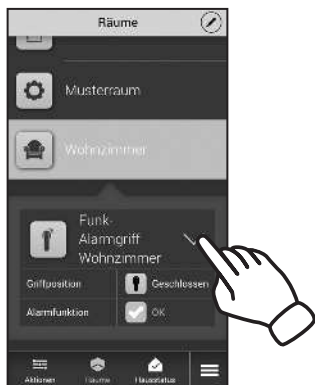 Räume
Musterraum
Wohnzimmer
Funk-
Alarmgriff
Wohnzimmer
Griffposition
Geschlossen
Alarmfunktion
OK
Aktionen
Räume
Hausstatus